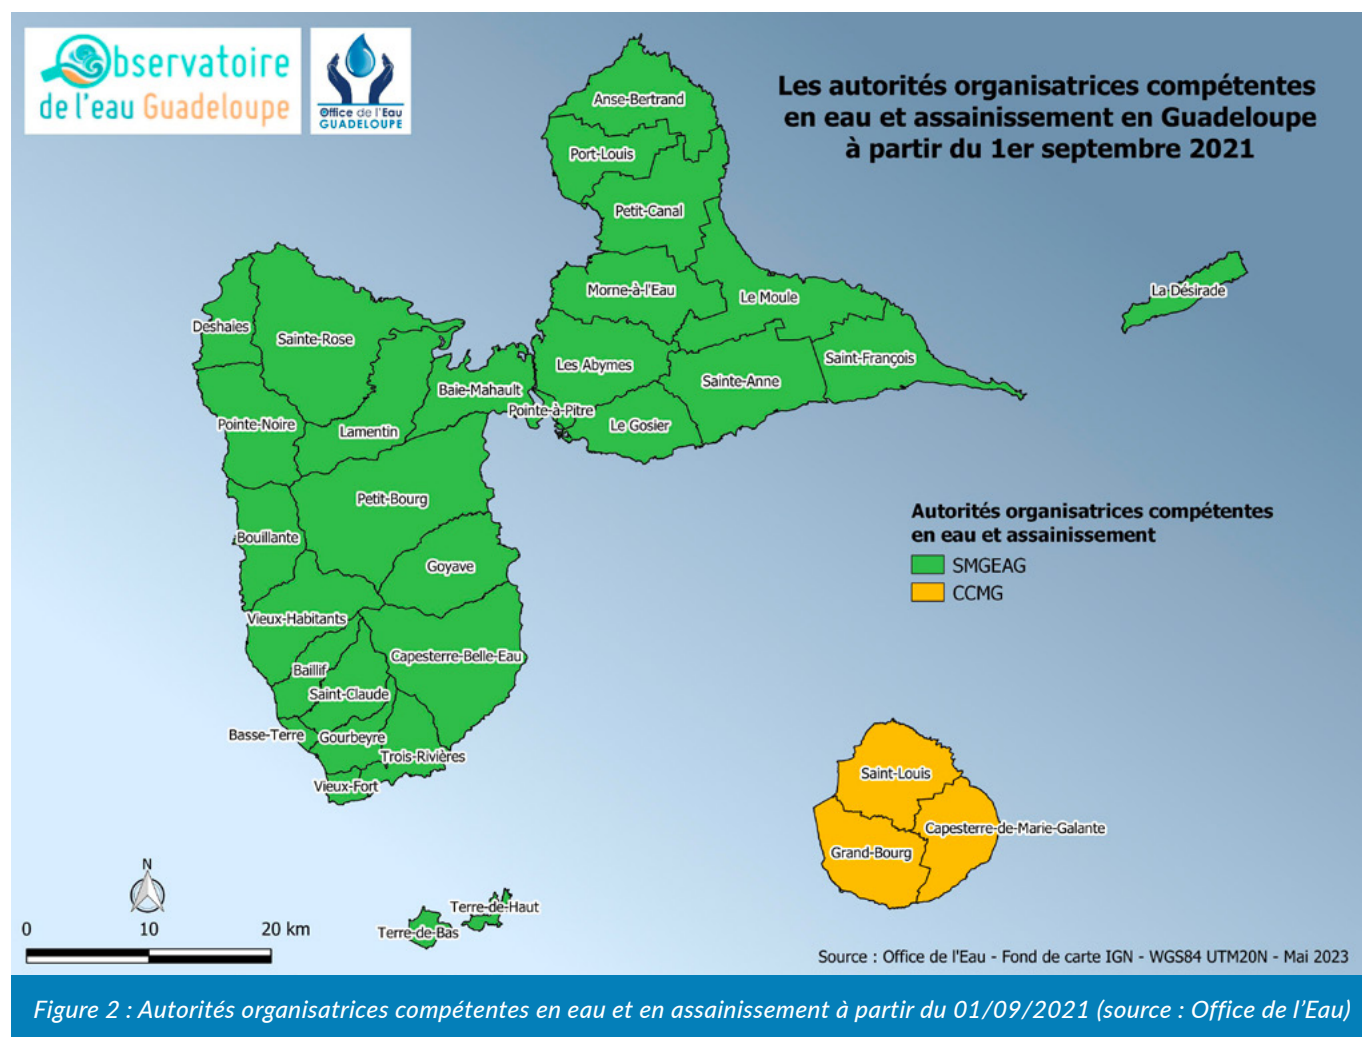 Observatoire
de l'eau Guadeloupe
Office de l'Eau
GUADELOUPE
Les autorités organisatrices compétentes
en eau et assainissement en Guadeloupe
à partir du 1er septembre 2021
Anse-Bertrand
Port-Louis
Petit-Canal
Morne-à-l'Eau
Le Moule
La Désirade
Deshaies
Sainte-Rose
Les Abymes
Saint-François
Sainte-Anne
Baie-Mahault
Pointe-à-Pitre
Le Gosier
Pointe-Noire
Lamentin
Petit-Bourg
Bouillante
Goyave
Vieux-Habitants
Capesterre-Belle-Eau
Baillif
Saint-Claude
Basse-Terre
Gourbeyre
Trois-Rivières
Vieux-Fort
Terre-de-Haut
Terre-de-Bas
Autorités organisatrices compétentes
en eau et assainissement
SMGEAG
CCMG
Saint-Louis
Capesterre-de-Marie-Galante
Grand-Bourg
N
0 10 20 km
Source : Office de l'Eau - Fond de carte IGN - WGS84 UTM20N - Mai 2023
Figure 2 : Autorités organisatrices compétentes en eau et en assainissement à partir du 01/09/2021 (source : Office de l'Eau)